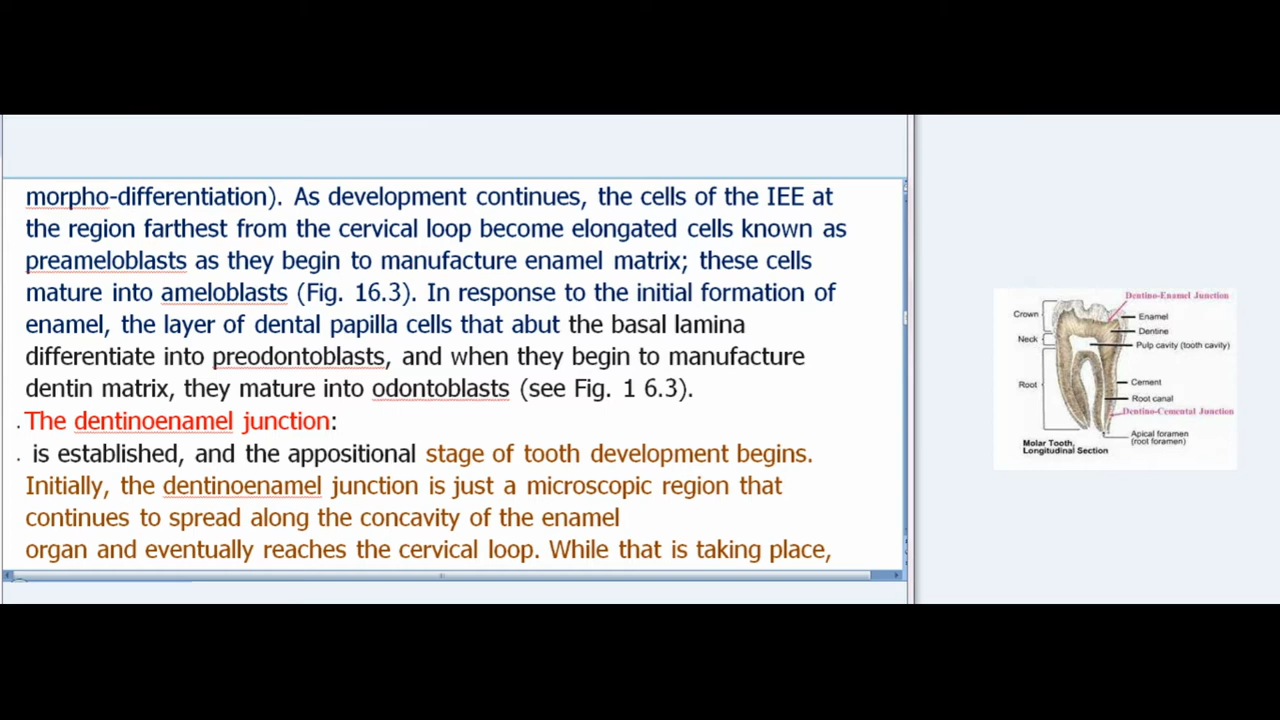 morpho-differentiation). As development continues, the cells of the IEE at
the region farthest from the cervical loop become elongated cells known as
preameloblasts as they begin to manufacture enamel matrix; these cells
mature into ameloblasts (Fig. 16.3). In response to the initial formation of
enamel, the layer of dental papilla cells that abut the basal lamina
differentiate into preodontoblasts, and when they begin to manufacture
dentin matrix, they mature into odontoblasts (see Fig. 1 6.3).
. The dentinoenamel junction:
. is established, and the appositional stage of tooth development begins.
Initially, the dentinoenamel junction is just a microscopic region that
continues to spread along the concavity of the enamel
organ and eventually reaches the cervical loop. While that is taking place,
Dentino-Enamel Junction
Crown
Enamel
Dentine
Neck
Pulp cavity (tooth cavity)
Root
Cement
Root canal
Dentino-Cemental Junction
Apical foramen
(root foramen)
Molar Tooth,
Longitudinal Section